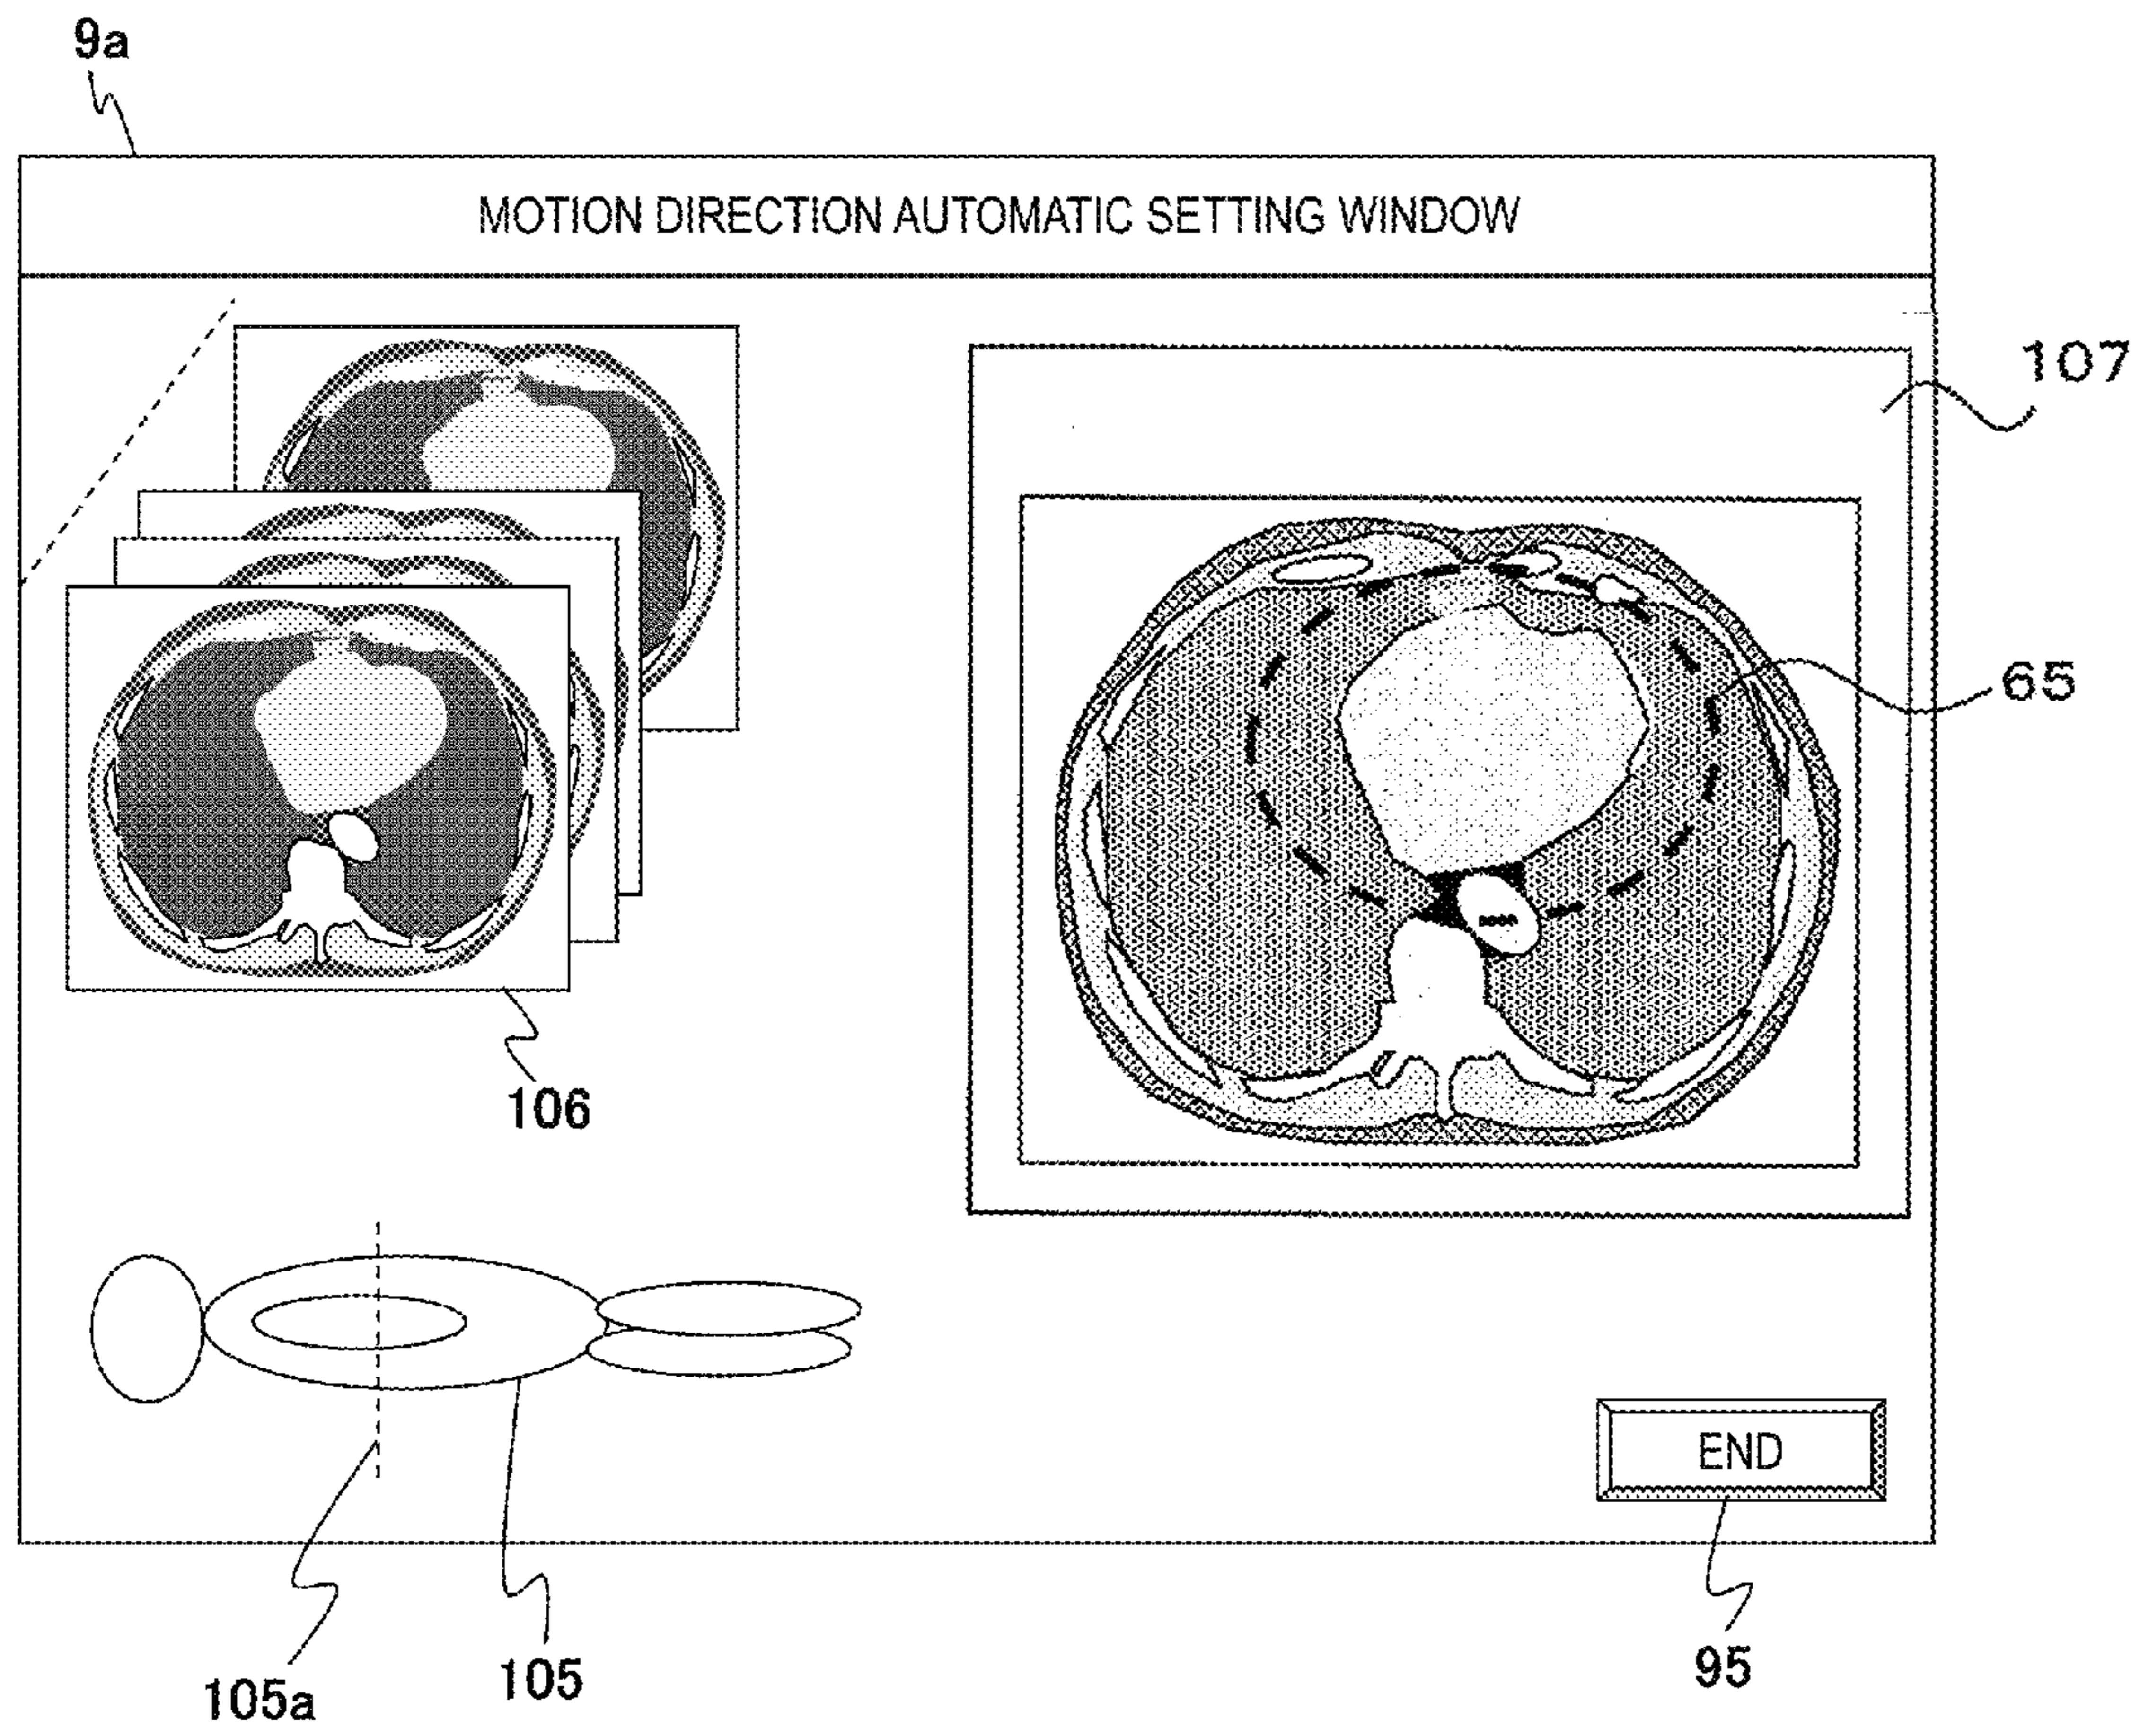 9a
MOTION DIRECTION AUTOMATIC SETTING WINDOW
107
65
106
END
105a
105
95